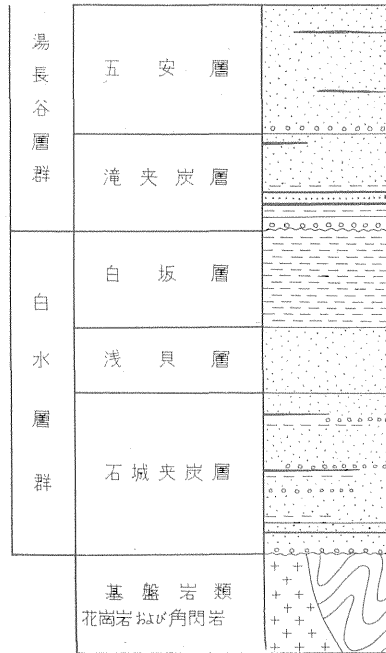 湯長谷層群
五安層
滝夾炭層
白水層群
白坂層
浅貝層
石城夾炭層
基盤岩類
花崗岩および角閃岩